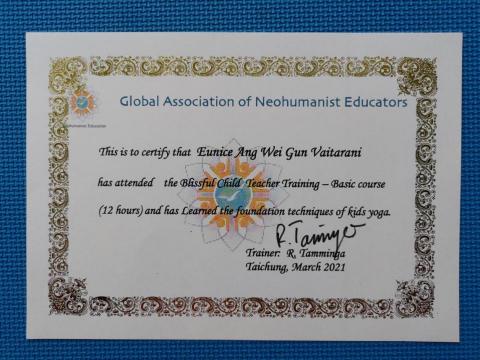 Global Association of Neohumanist Educators
Neohumanist Education
This is to certify that Eunice Ang Wei Gun Vaitarani
has attended the Blissful Child Teacher Training – Basic course
(12 hours) and has Learned the foundation techniques of kids yoga.
R. Tamminga
Trainer: R. Tamminga
Taichung, March 2021